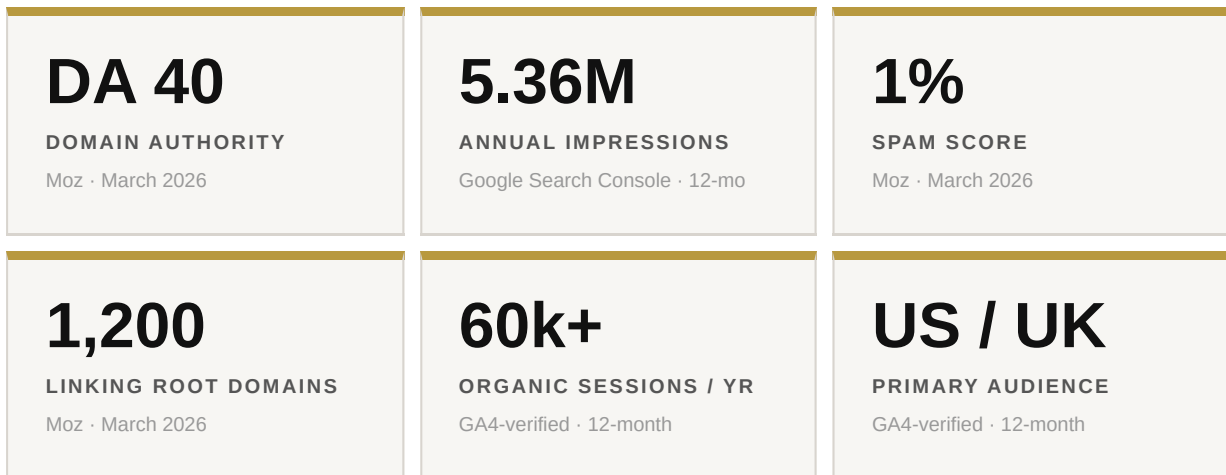 DA 40
DOMAIN AUTHORITY
Moz · March 2026
5.36M
ANNUAL IMPRESSIONS
Google Search Console · 12-mo
1%
SPAM SCORE
Moz · March 2026
1,200
LINKING ROOT DOMAINS
Moz · March 2026
60k+
ORGANIC SESSIONS / YR
GA4-verified · 12-month
US / UK
PRIMARY AUDIENCE
GA4-verified · 12-month